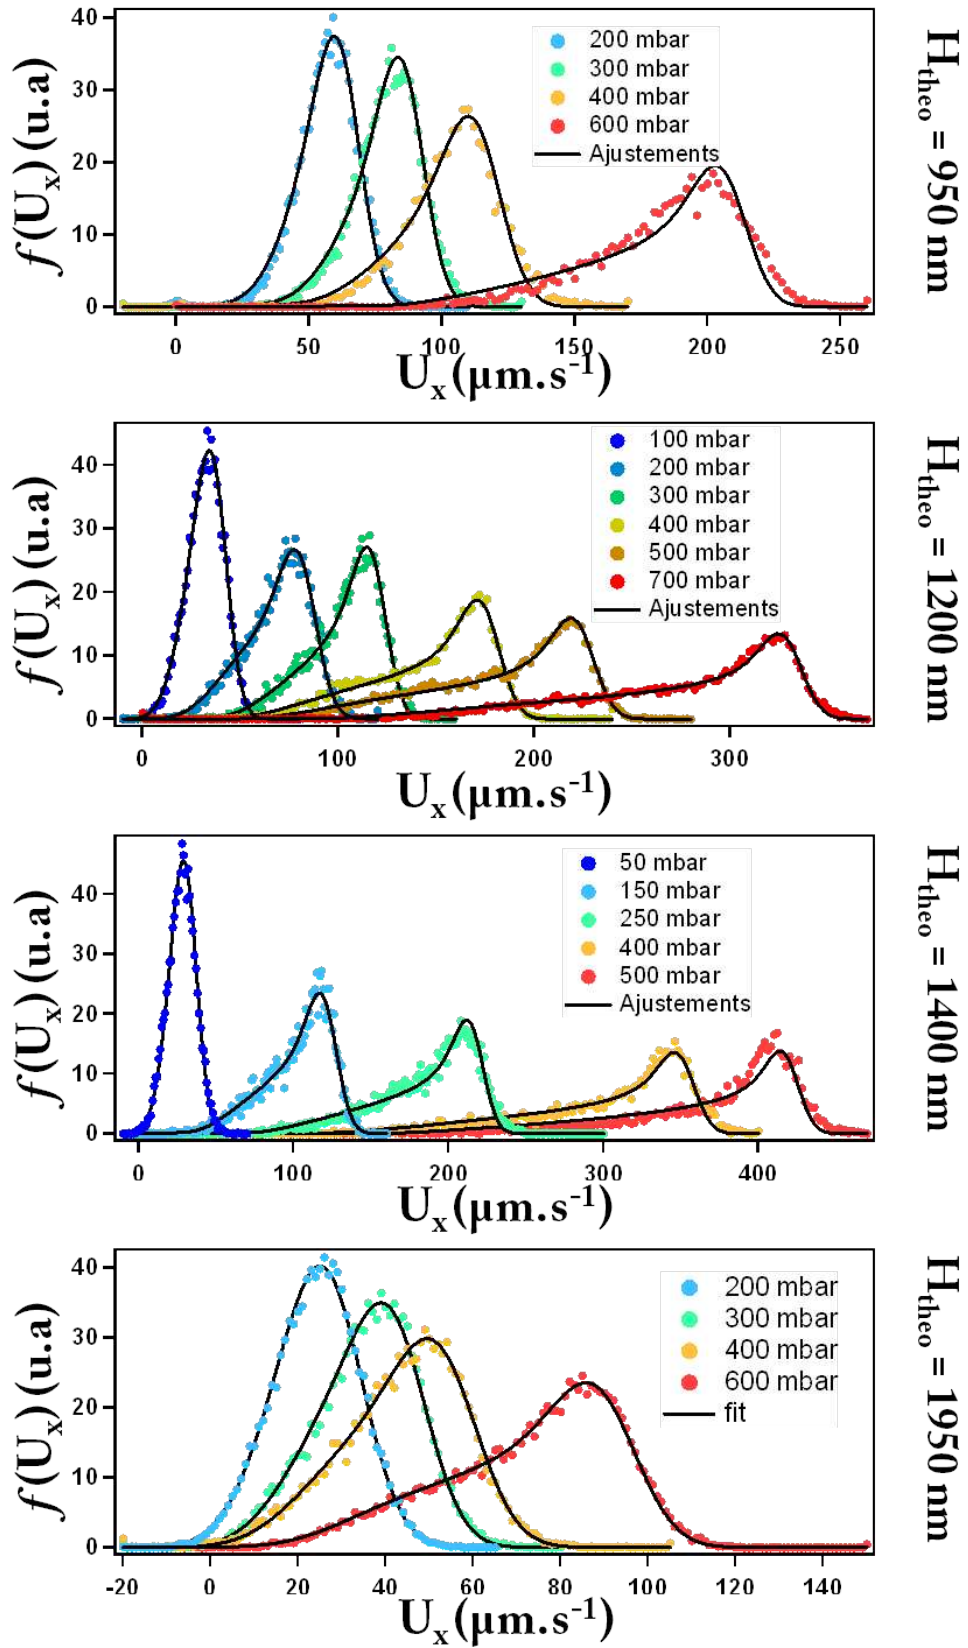 40
30
20
10
0
f(Uₓ)(u.a)
200 mbar
300 mbar
400 mbar
600 mbar
Ajustements
0 50 100 150 200 250
Uₓ(µm.s⁻¹)
H_theo = 950 nm
40
30
20
10
0
f(Uₓ)(u.a)
100 mbar
200 mbar
300 mbar
400 mbar
500 mbar
700 mbar
Ajustements
0 100 200 300
Uₓ(µm.s⁻¹)
H_theo = 1200 nm
40
30
20
10
0
f(Uₓ)(u.a)
50 mbar
150 mbar
250 mbar
400 mbar
500 mbar
Ajustements
0 100 200 300 400
Uₓ(µm.s⁻¹)
H_theo = 1400 nm
40
30
20
10
0
f(Uₓ)(u.a)
200 mbar
300 mbar
400 mbar
600 mbar
fit
-20 0 20 40 60 80 100 120 140
Uₓ(µm.s⁻¹)
H_theo = 1950 nm